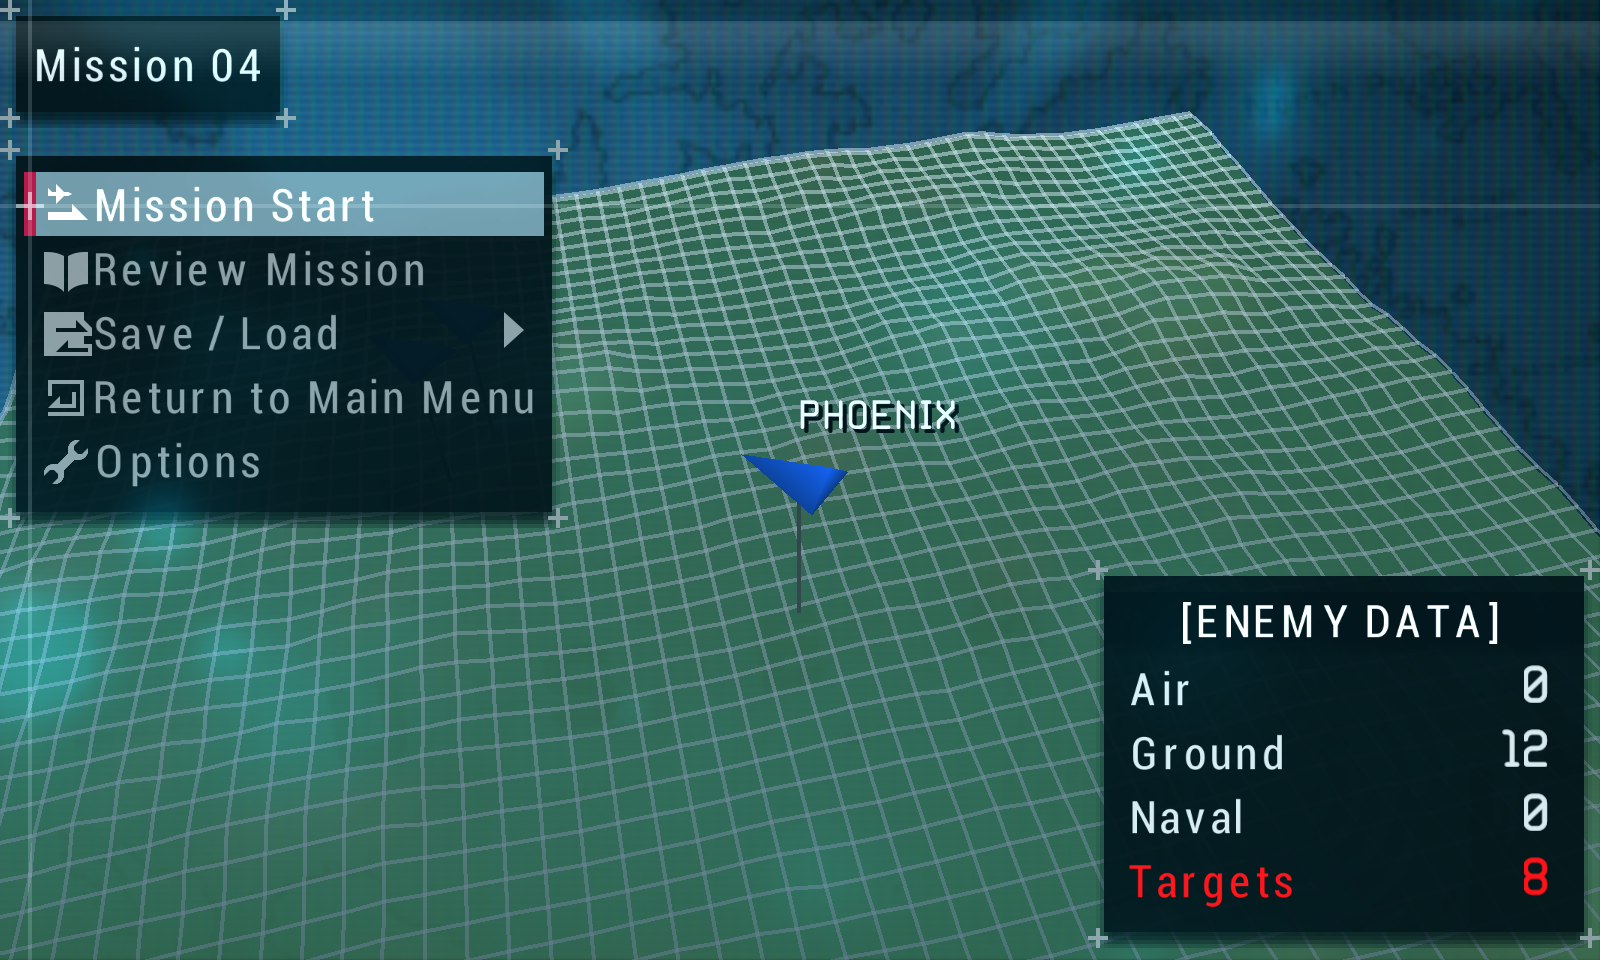 Mission 04
Mission Start
Review Mission
Save / Load
Return to Main Menu
Options
PHOENIX
[ENEMY DATA]
Air 0
Ground 12
Naval 0
Targets 8